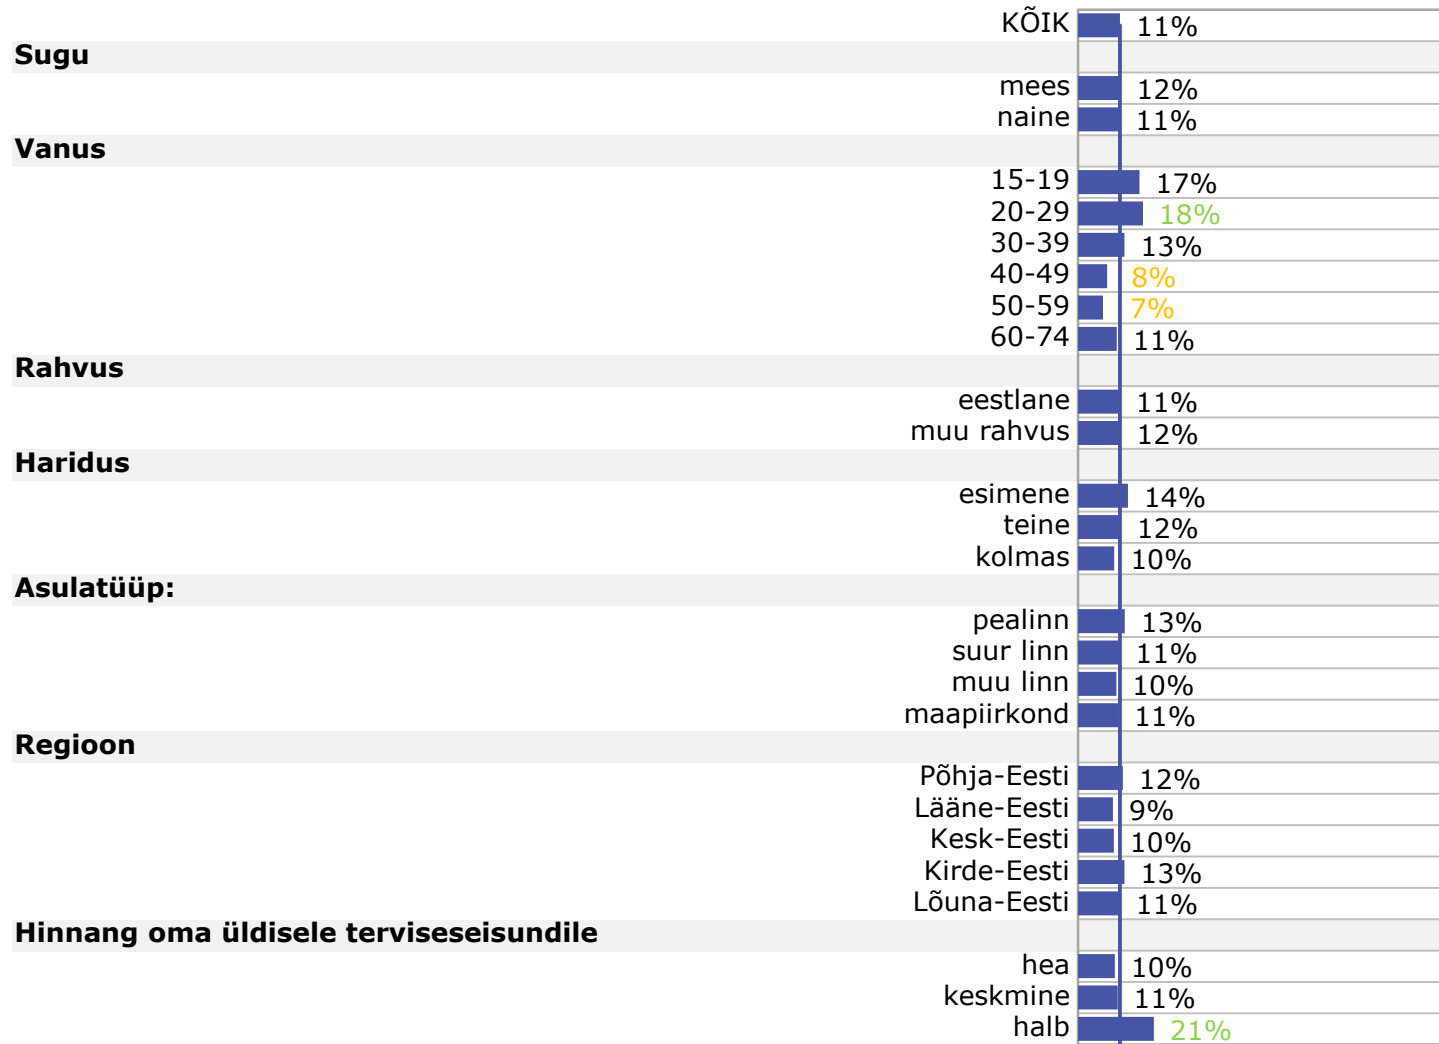 KÕIK 11%
Sugu
mees 12%
naine 11%
Vanus
15-19 17%
20-29 18%
30-39 13%
40-49 8%
50-59 7%
60-74 11%
Rahvus
eestlane 11%
muu rahvus 12%
Haridus
esimene 14%
teine 12%
kolmas 10%
Asulatüüp:
pealinn 13%
suur linn 11%
muu linn 10%
maapiirkond 11%
Regioon
Põhja-Eesti 12%
Lääne-Eesti 9%
Kesk-Eesti 10%
Kirde-Eesti 13%
Lõuna-Eesti 11%
Hinnang oma üldisele terviseseisundile
hea 10%
keskmine 11%
halb 21%